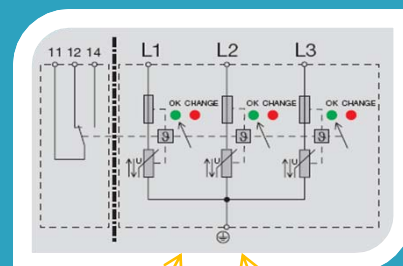 11 12 14 L1 L2 L3
OK CHANGE OK CHANGE OK CHANGE
ϑ ϑ ϑ
U U U